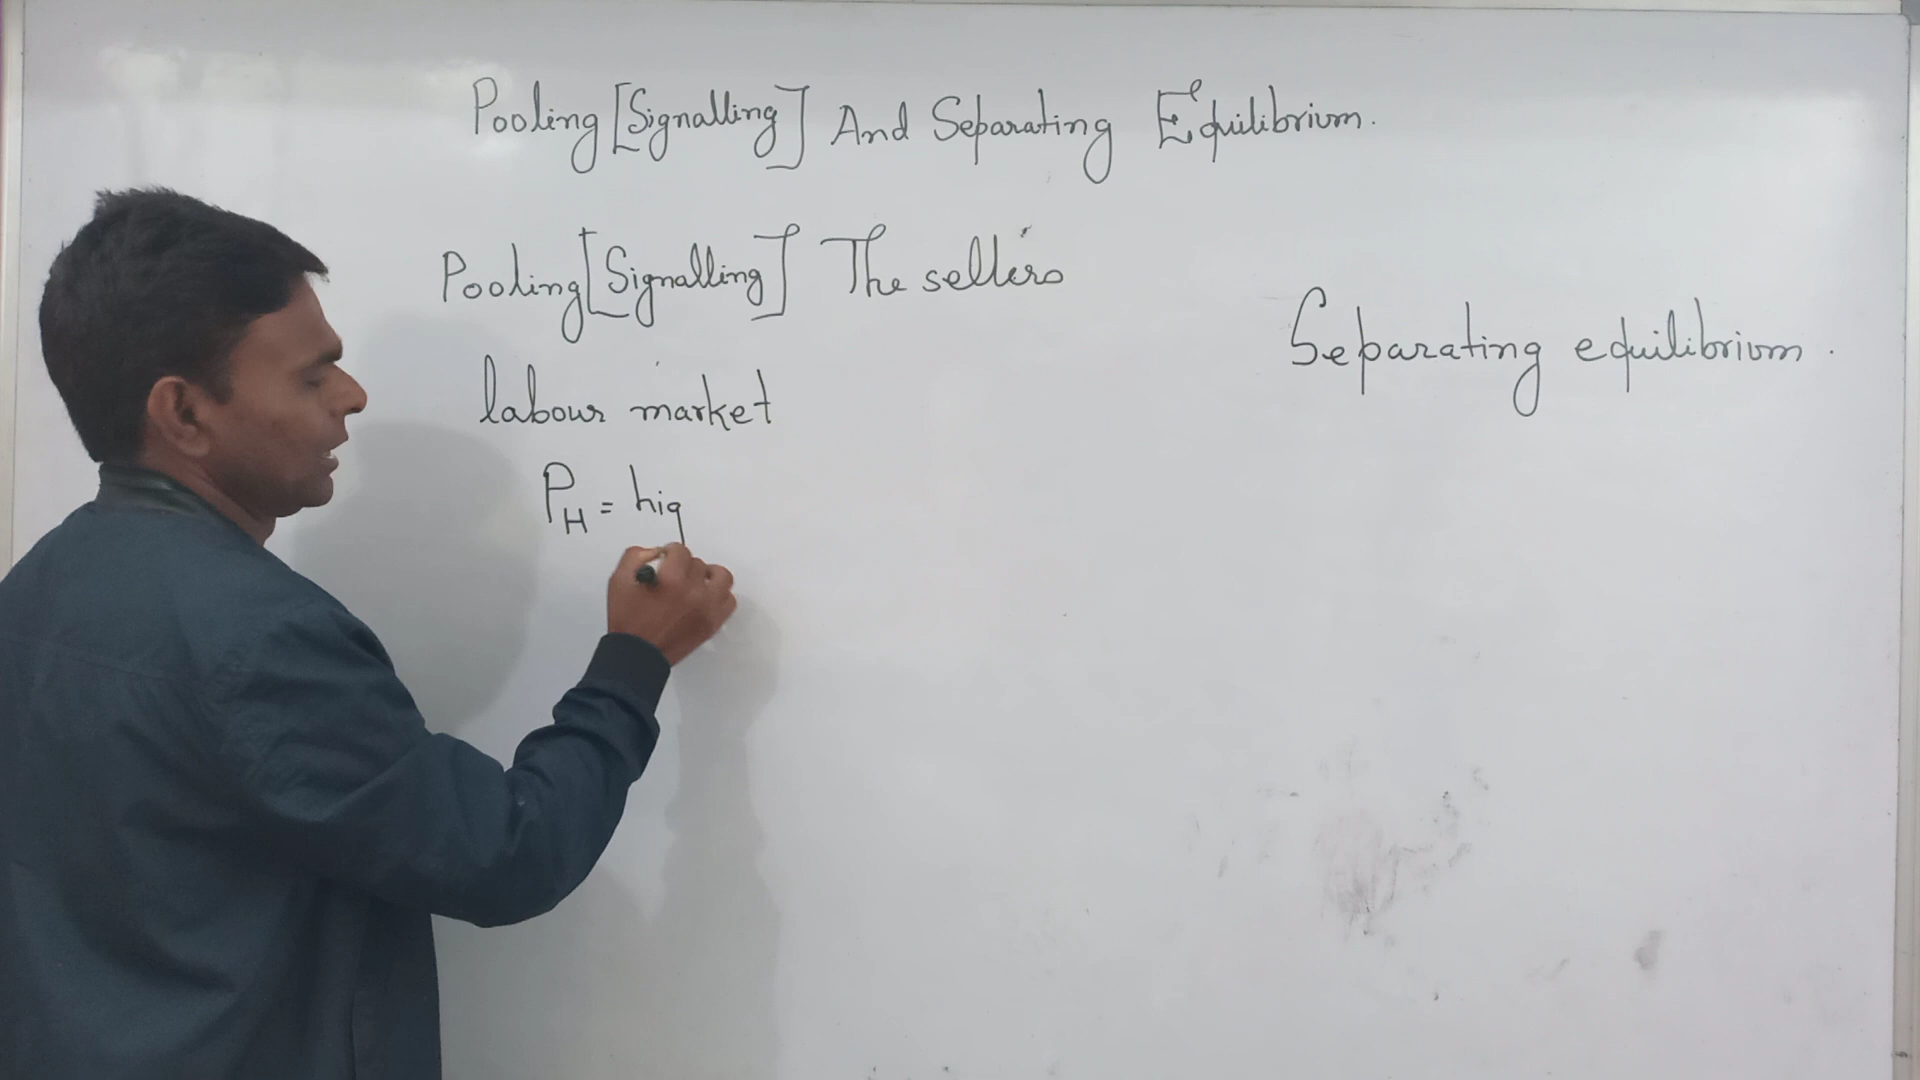 Pooling [Signalling] And Separating Equilibrium.
Pooling [Signalling] The sellers
Separating equilibrium.
labour market
PH = hig